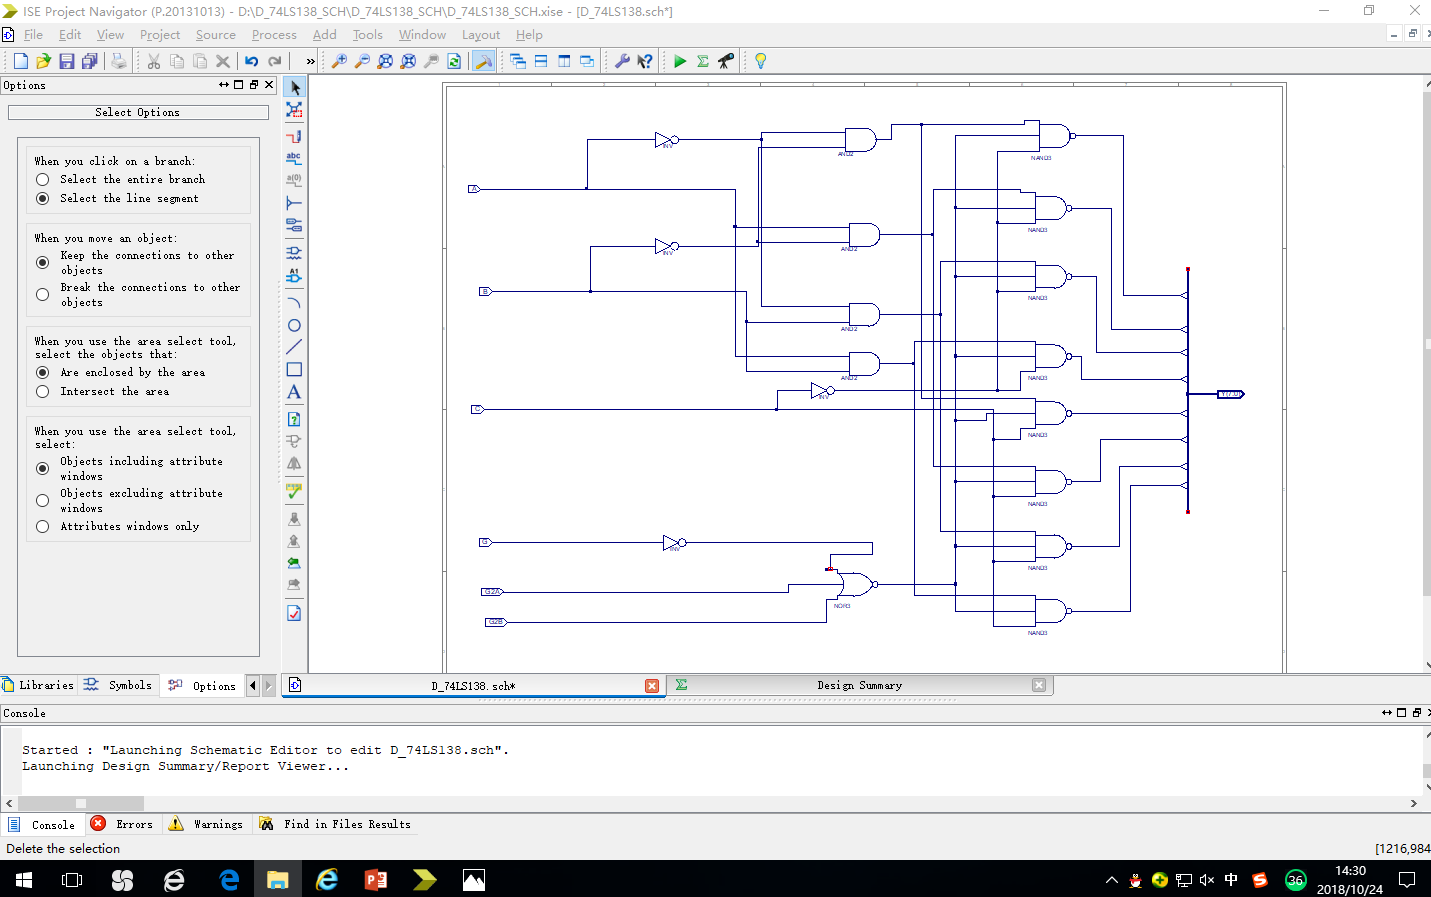 ISE Project Navigator (P.20131013) - D:\D_74LS138_SCH\D_74LS138_SCH\D_74LS138_SCH.xise - [D_74LS138.sch*]
File Edit View Project Source Process Add Tools Window Layout Help
Options
Select Options
When you click on a branch:
Select the entire branch
Select the line segment
When you move an object:
Keep the connections to other
objects
Break the connections to other
objects
When you use the area select tool,
select the objects that:
Are enclosed by the area
Intersect the area
When you use the area select tool,
select:
Objects including attribute
windows
Objects excluding attribute
windows
Attributes windows only
abc
a(0)
A1
A
A
INV
AND2
NAND3
INV
AND2
NAND3
B
NAND3
AND2
AND2
NAND3
INV
C
NAND3
NAND3
G
INV
NAND3
G2A
NOR3
G2B
NAND3
Libraries Symbols Options
D_74LS138.sch*
Design Summary
Console
Started : "Launching Schematic Editor to edit D_74LS138.sch".
Launching Design Summary/Report Viewer...
Console Errors Warnings Find in Files Results
Delete the selection
[1216,984
中
36
14:30
2018/10/24